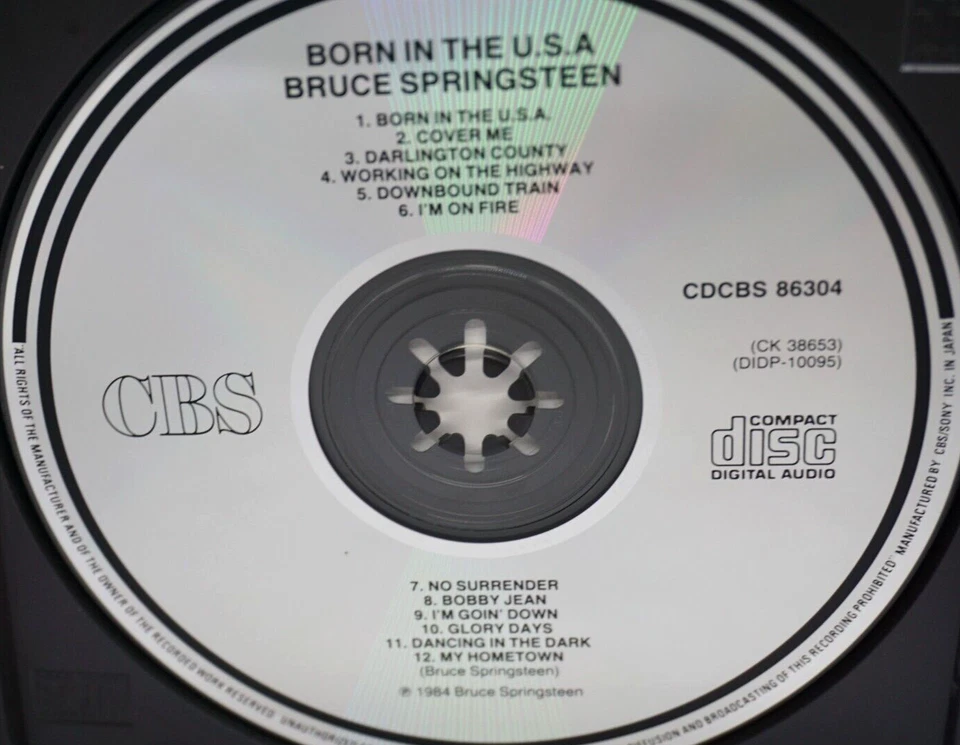 BORN IN THE U.S.A
BRUCE SPRINGSTEEN
1. BORN IN THE U.S.A.
2. COVER ME
3. DARLINGTON COUNTY
4. WORKING ON THE HIGHWAY
5. DOWNBOUND TRAIN
6. I'M ON FIRE
CDCBS 86304
(CK 38653)
(DIDP-10095)
CBS
COMPACT
disc
DIGITAL AUDIO
7. NO SURRENDER
8. BOBBY JEAN
9. I'M GOIN' DOWN
10. GLORY DAYS
11. DANCING IN THE DARK
12. MY HOMETOWN
(Bruce Springsteen)
℗ 1984 Bruce Springsteen
"ALL RIGHTS OF THE MANUFACTURER AND OF THE OWNER OF THE RECORDED WORK RESERVED. UNAUTHORIZED
AND BROADCASTING OF THIS RECORDING PROHIBITED" MANUFACTURED BY CBS/SONY INC. IN JAPAN